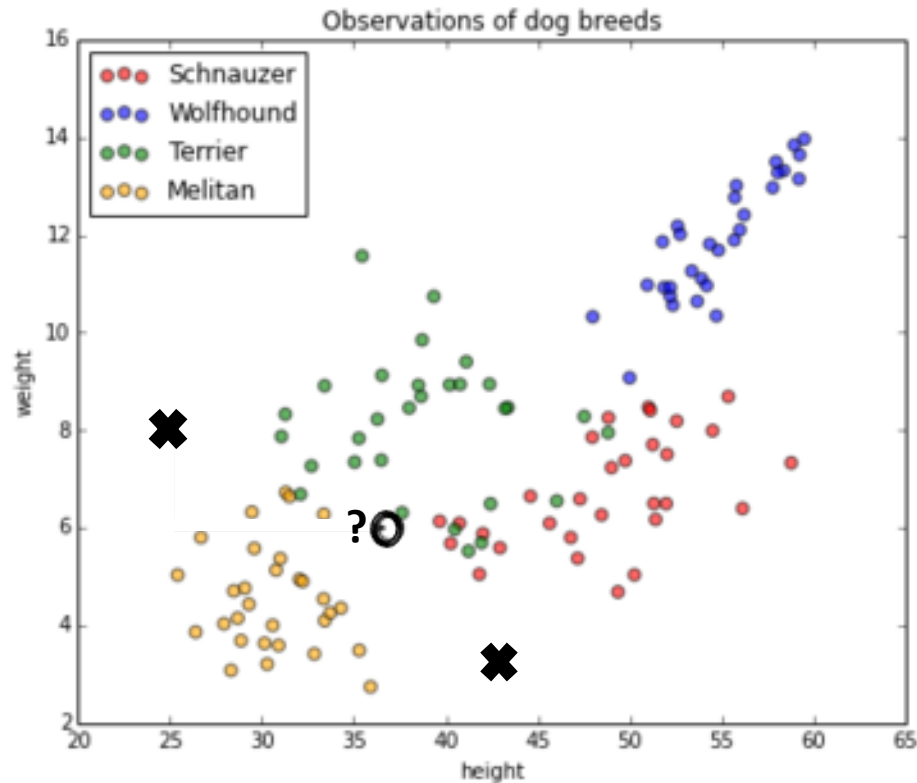 Observations of dog breeds
16
14
12
10
8
6
4
2
weight
Schnauzer
Wolfhound
Terrier
Melitan
?
20 25 30 35 40 45 50 55 60 65
height